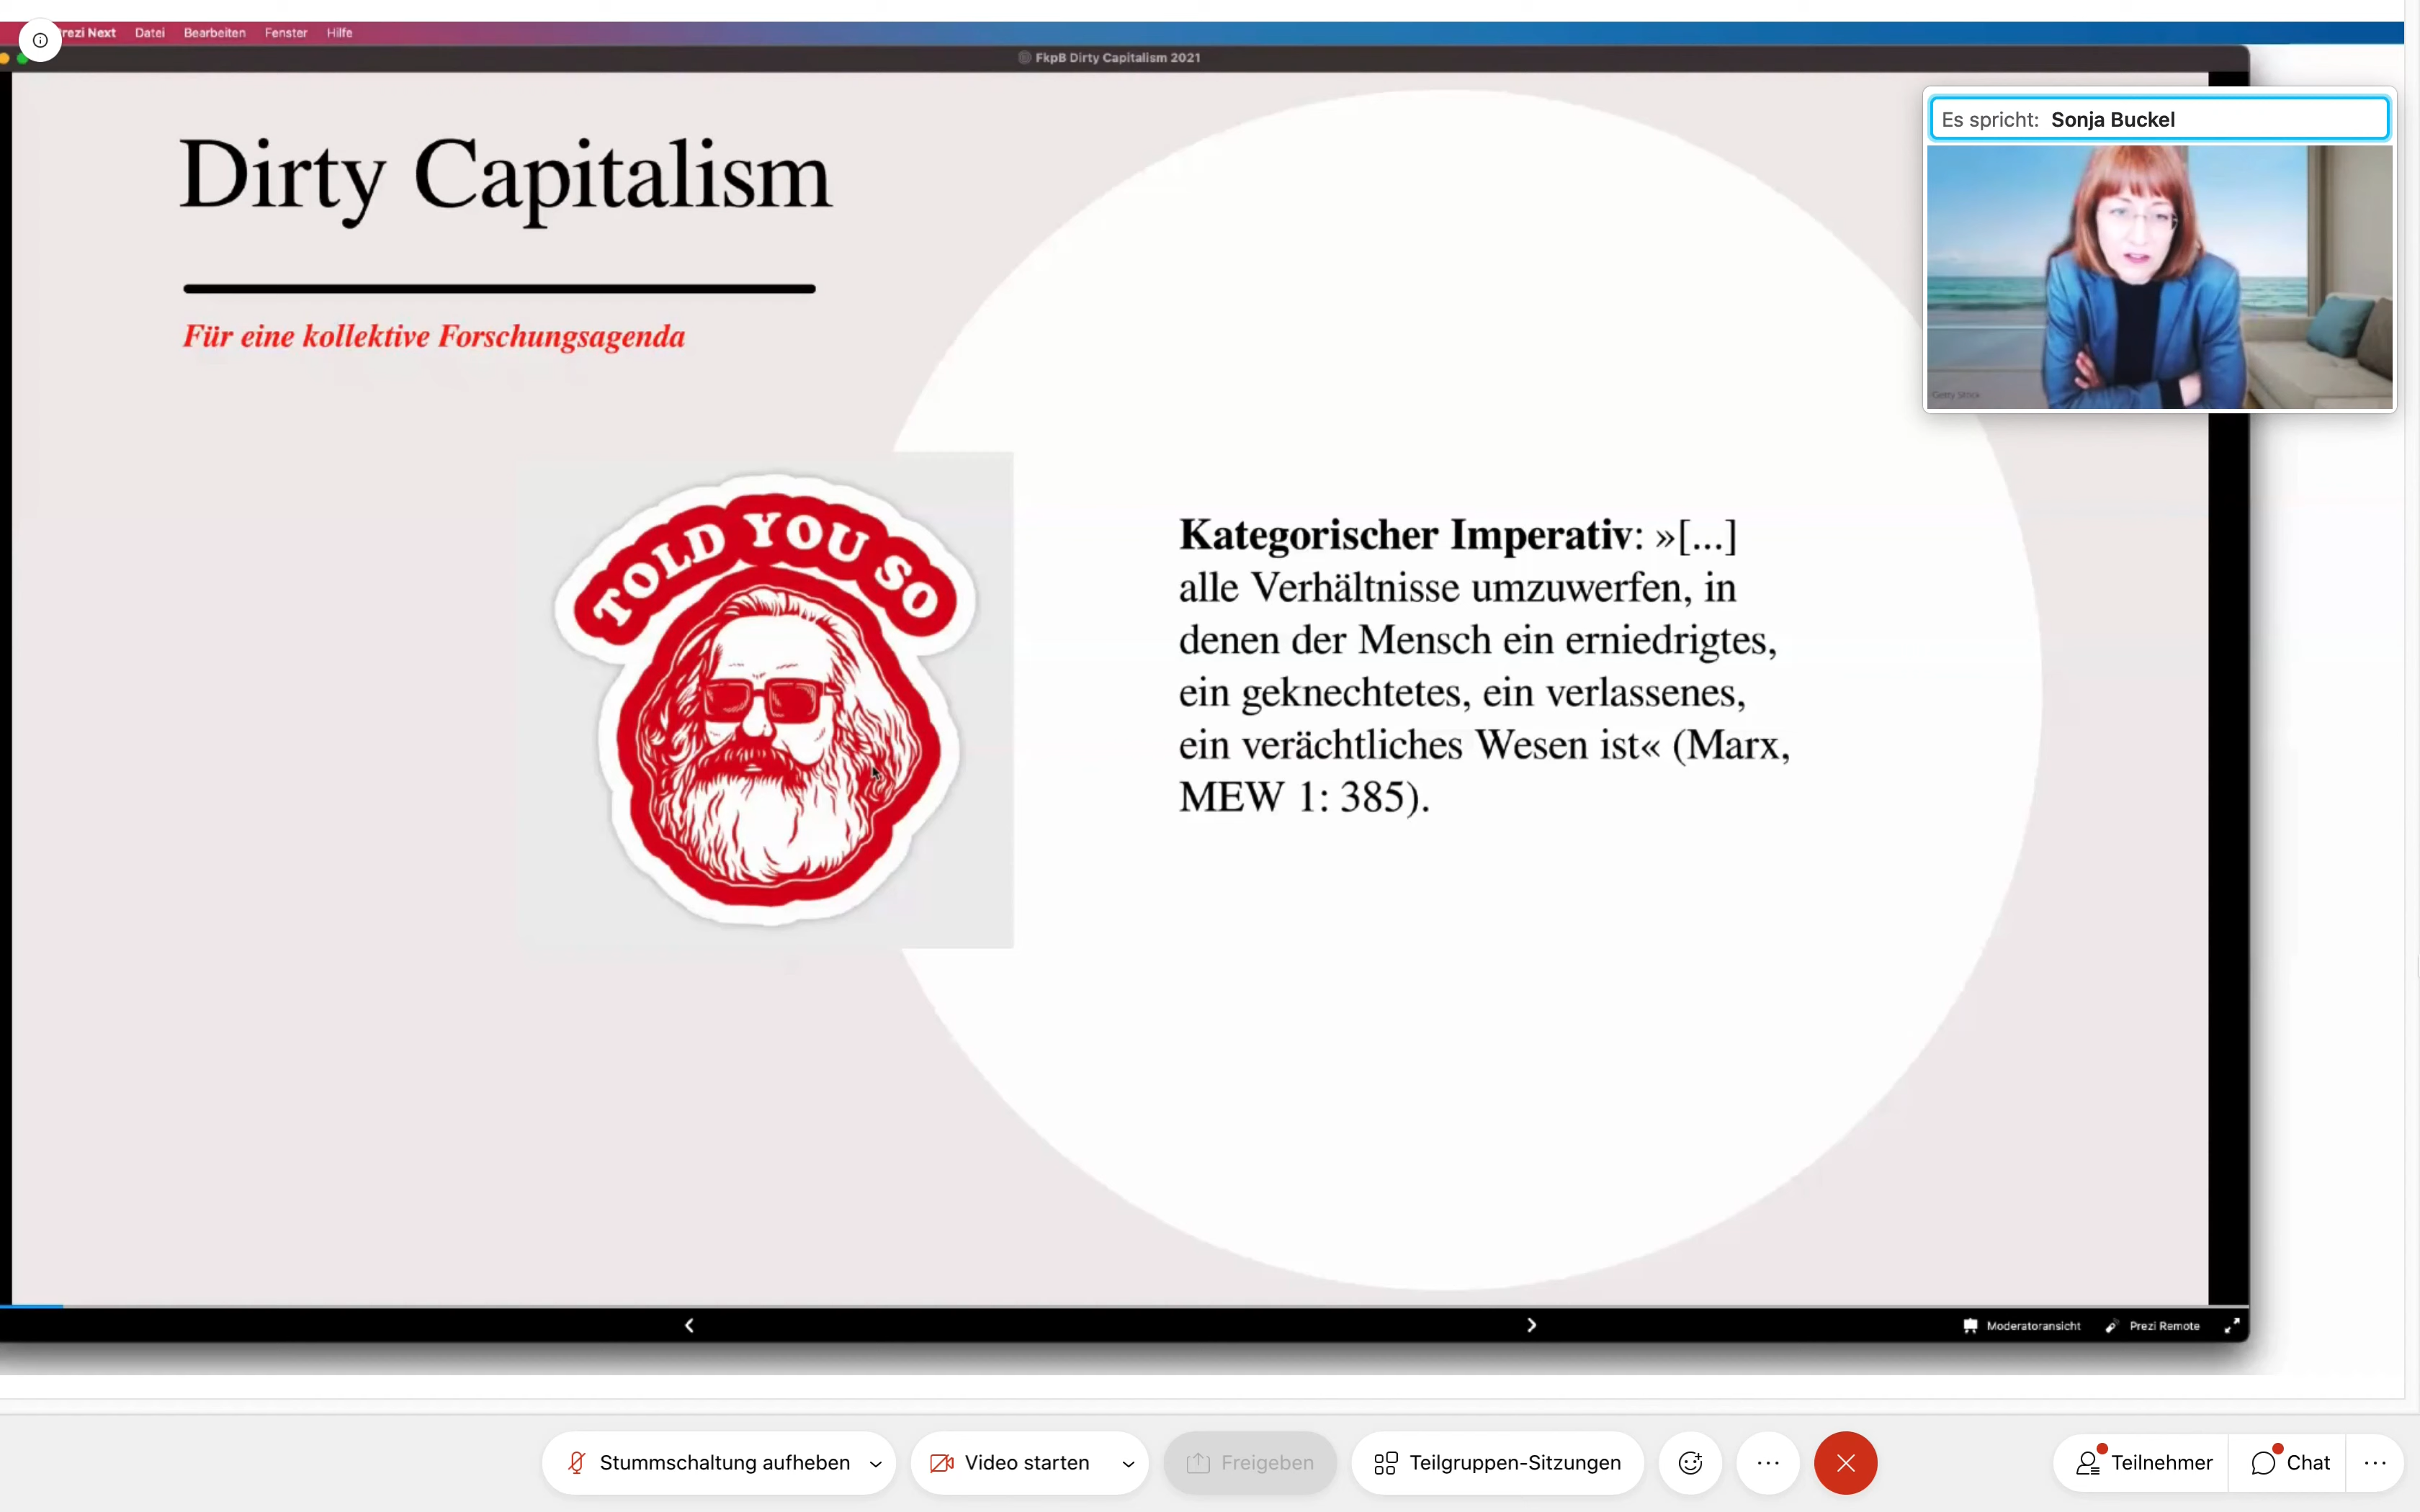 rezi Next Datei Bearbeiten Fenster Hilfe
FkpB Dirty Capitalism 2021
Es spricht: Sonja Buckel
Getty Stock
Dirty Capitalism
Für eine kollektive Forschungsagenda
TOLD YOU SO
Kategorischer Imperativ: »[...]
alle Verhältnisse umzuwerfen, in
denen der Mensch ein erniedrigtes,
ein geknechtetes, ein verlassenes,
ein verächtliches Wesen ist« (Marx,
MEW 1: 385).
Moderatoransicht Prezi Remote
Stummschaltung aufheben Video starten Freigeben Teilgruppen-Sitzungen Teilnehmer Chat